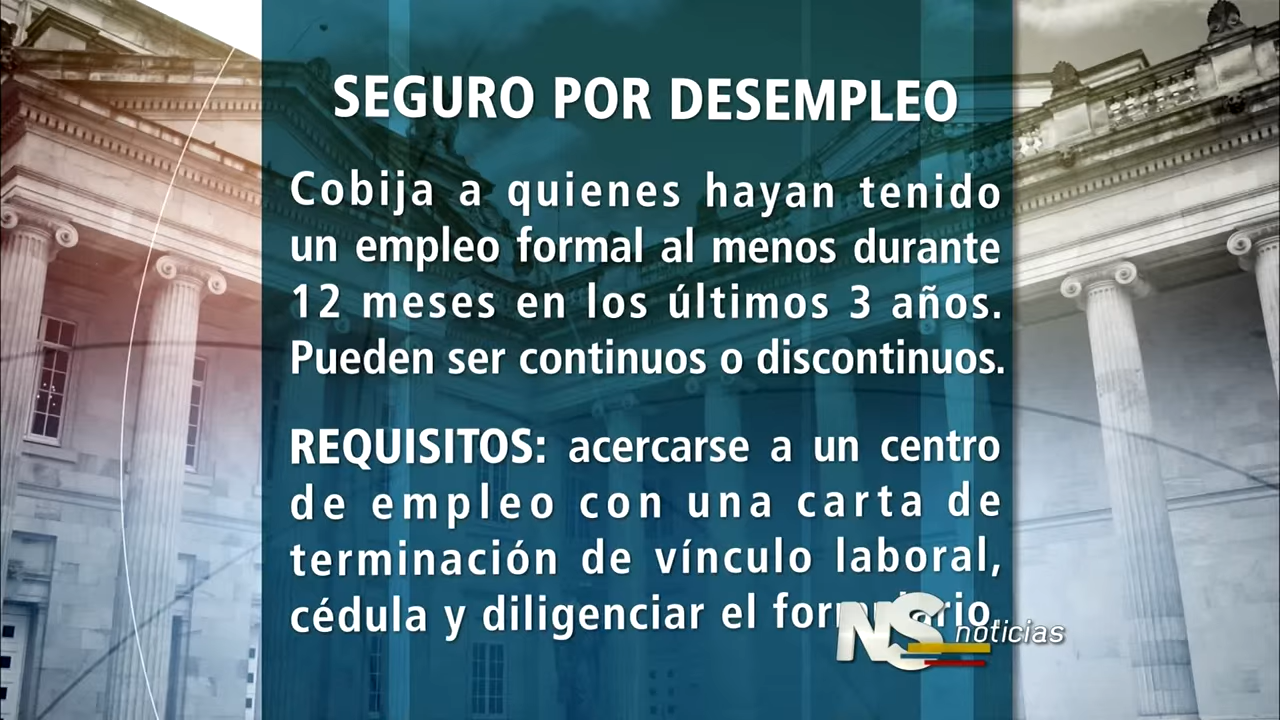 SEGURO POR DESEMPLEO
Cobija a quienes hayan tenido
un empleo formal al menos durante
12 meses en los últimos 3 años.
Pueden ser continuos o discontinuos.
REQUISITOS: acercarse a un centro
de empleo con una carta de
terminación de vínculo laboral,
cédula y diligenciar el
NS noticias